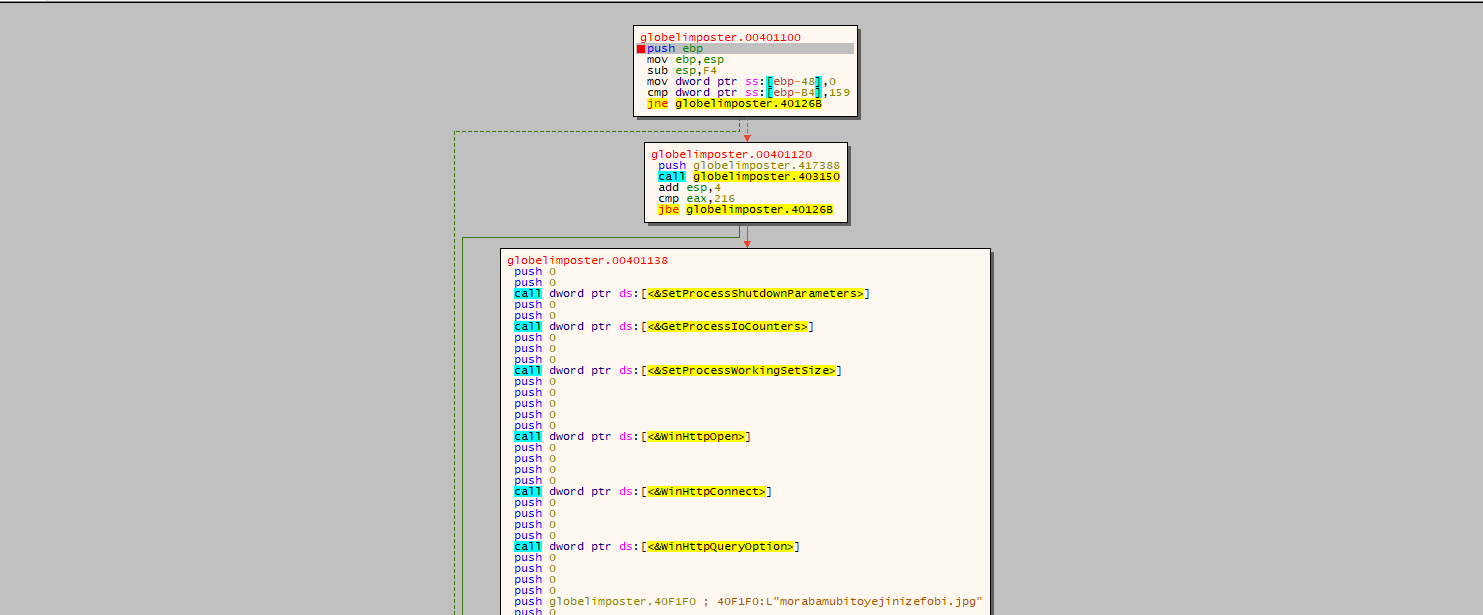 globelimposter.00401100
push ebp
mov ebp,esp
sub esp,F4
mov dword ptr ss:[ebp-48],0
cmp dword ptr ss:[ebp-B4],159
jne globelimposter.40126B
globelimposter.00401120
push globelimposter.417388
call globelimposter.403150
add esp,4
cmp eax,216
jbe globelimposter.40126B
globelimposter.00401138
push 0
push 0
call dword ptr ds:[<&SetProcessShutdownParameters>]
push 0
push 0
call dword ptr ds:[<&GetProcessIoCounters>]
push 0
push 0
push 0
call dword ptr ds:[<&SetProcessWorkingSetSize>]
push 0
push 0
push 0
push 0
push 0
call dword ptr ds:[<&WinHttpOpen>]
push 0
push 0
push 0
push 0
call dword ptr ds:[<&WinHttpConnect>]
push 0
push 0
push 0
push 0
call dword ptr ds:[<&WinHttpQueryOption>]
push 0
push 0
push 0
push 0
push globelimposter.40F1F0 ; 40F1F0:L"morabamubitoyejinizefobi.jpg"
push 0